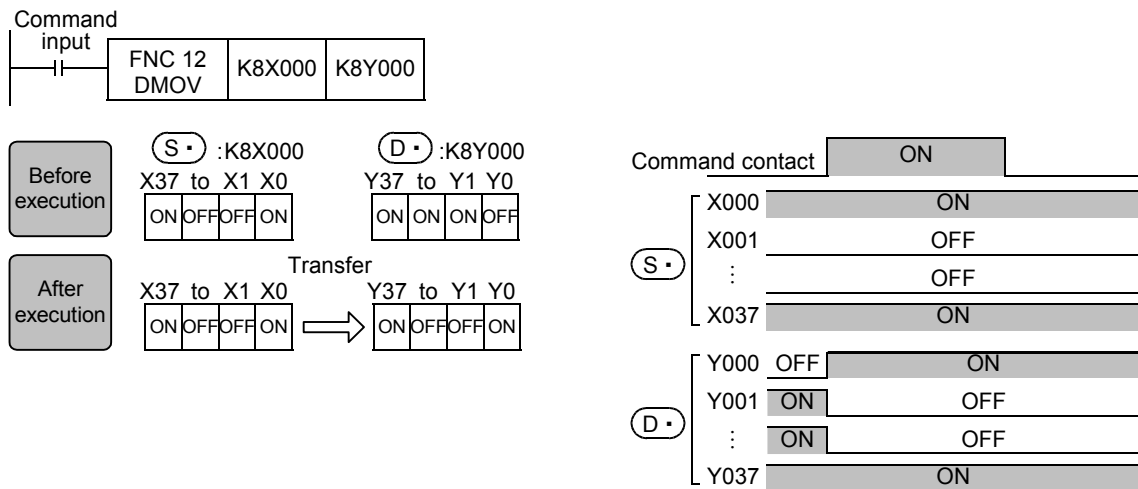 Command
input
FNC 12
DMOV
K8X000
K8Y000
Before
execution
S・ :K8X000
D・ :K8Y000
X37 to X1 X0
Y37 to Y1 Y0
ON OFF OFF ON
ON ON ON OFF
After
execution
Transfer
X37 to X1 X0
Y37 to Y1 Y0
ON OFF OFF ON
ON OFF OFF ON
Command contact ON
S・
X000 ON
X001 OFF
⋮ OFF
X037 ON
D・
Y000 OFF ON
Y001 ON OFF
⋮ ON OFF
Y037 ON